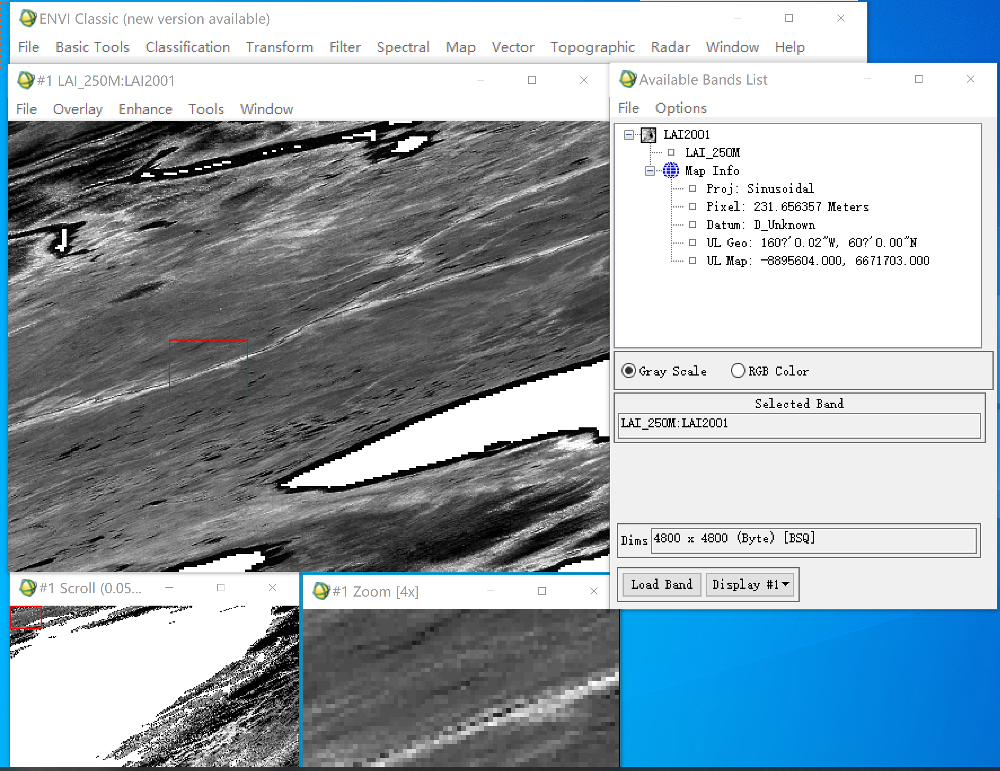 ENVI Classic (new version available)
File Basic Tools Classification Transform Filter Spectral Map Vector Topographic Radar Window Help
#1 LAI_250M:LAI2001
File Overlay Enhance Tools Window
Available Bands List
File Options
LAI2001
LAI_250M
Map Info
Proj: Sinusoidal
Pixel: 231.656357 Meters
Datum: D_Unknown
UL Geo: 160?'0.02"W, 60?'0.00"N
UL Map: -8895604.000, 6671703.000
Gray Scale RGB Color
Selected Band
LAI_250M:LAI2001
Dims 4800 x 4800 (Byte) [BSQ]
Load Band Display #1
#1 Scroll (0.05...
#1 Zoom [4x]